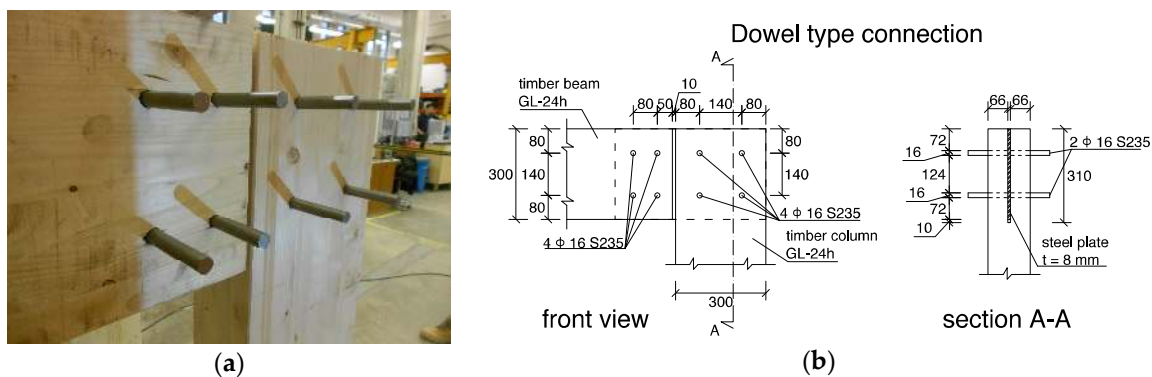 Dowel type connection
A
timber beam
GL-24h
10
80 50 80 140 80
66 66
80
300 140
80
80
140
72
16
124
16
72
10
2 ϕ 16 S235
310
4 ϕ 16 S235
4 ϕ 16 S235
timber column
GL-24h
steel plate
t = 8 mm
300
A
front view
section A-A
(a)
(b)